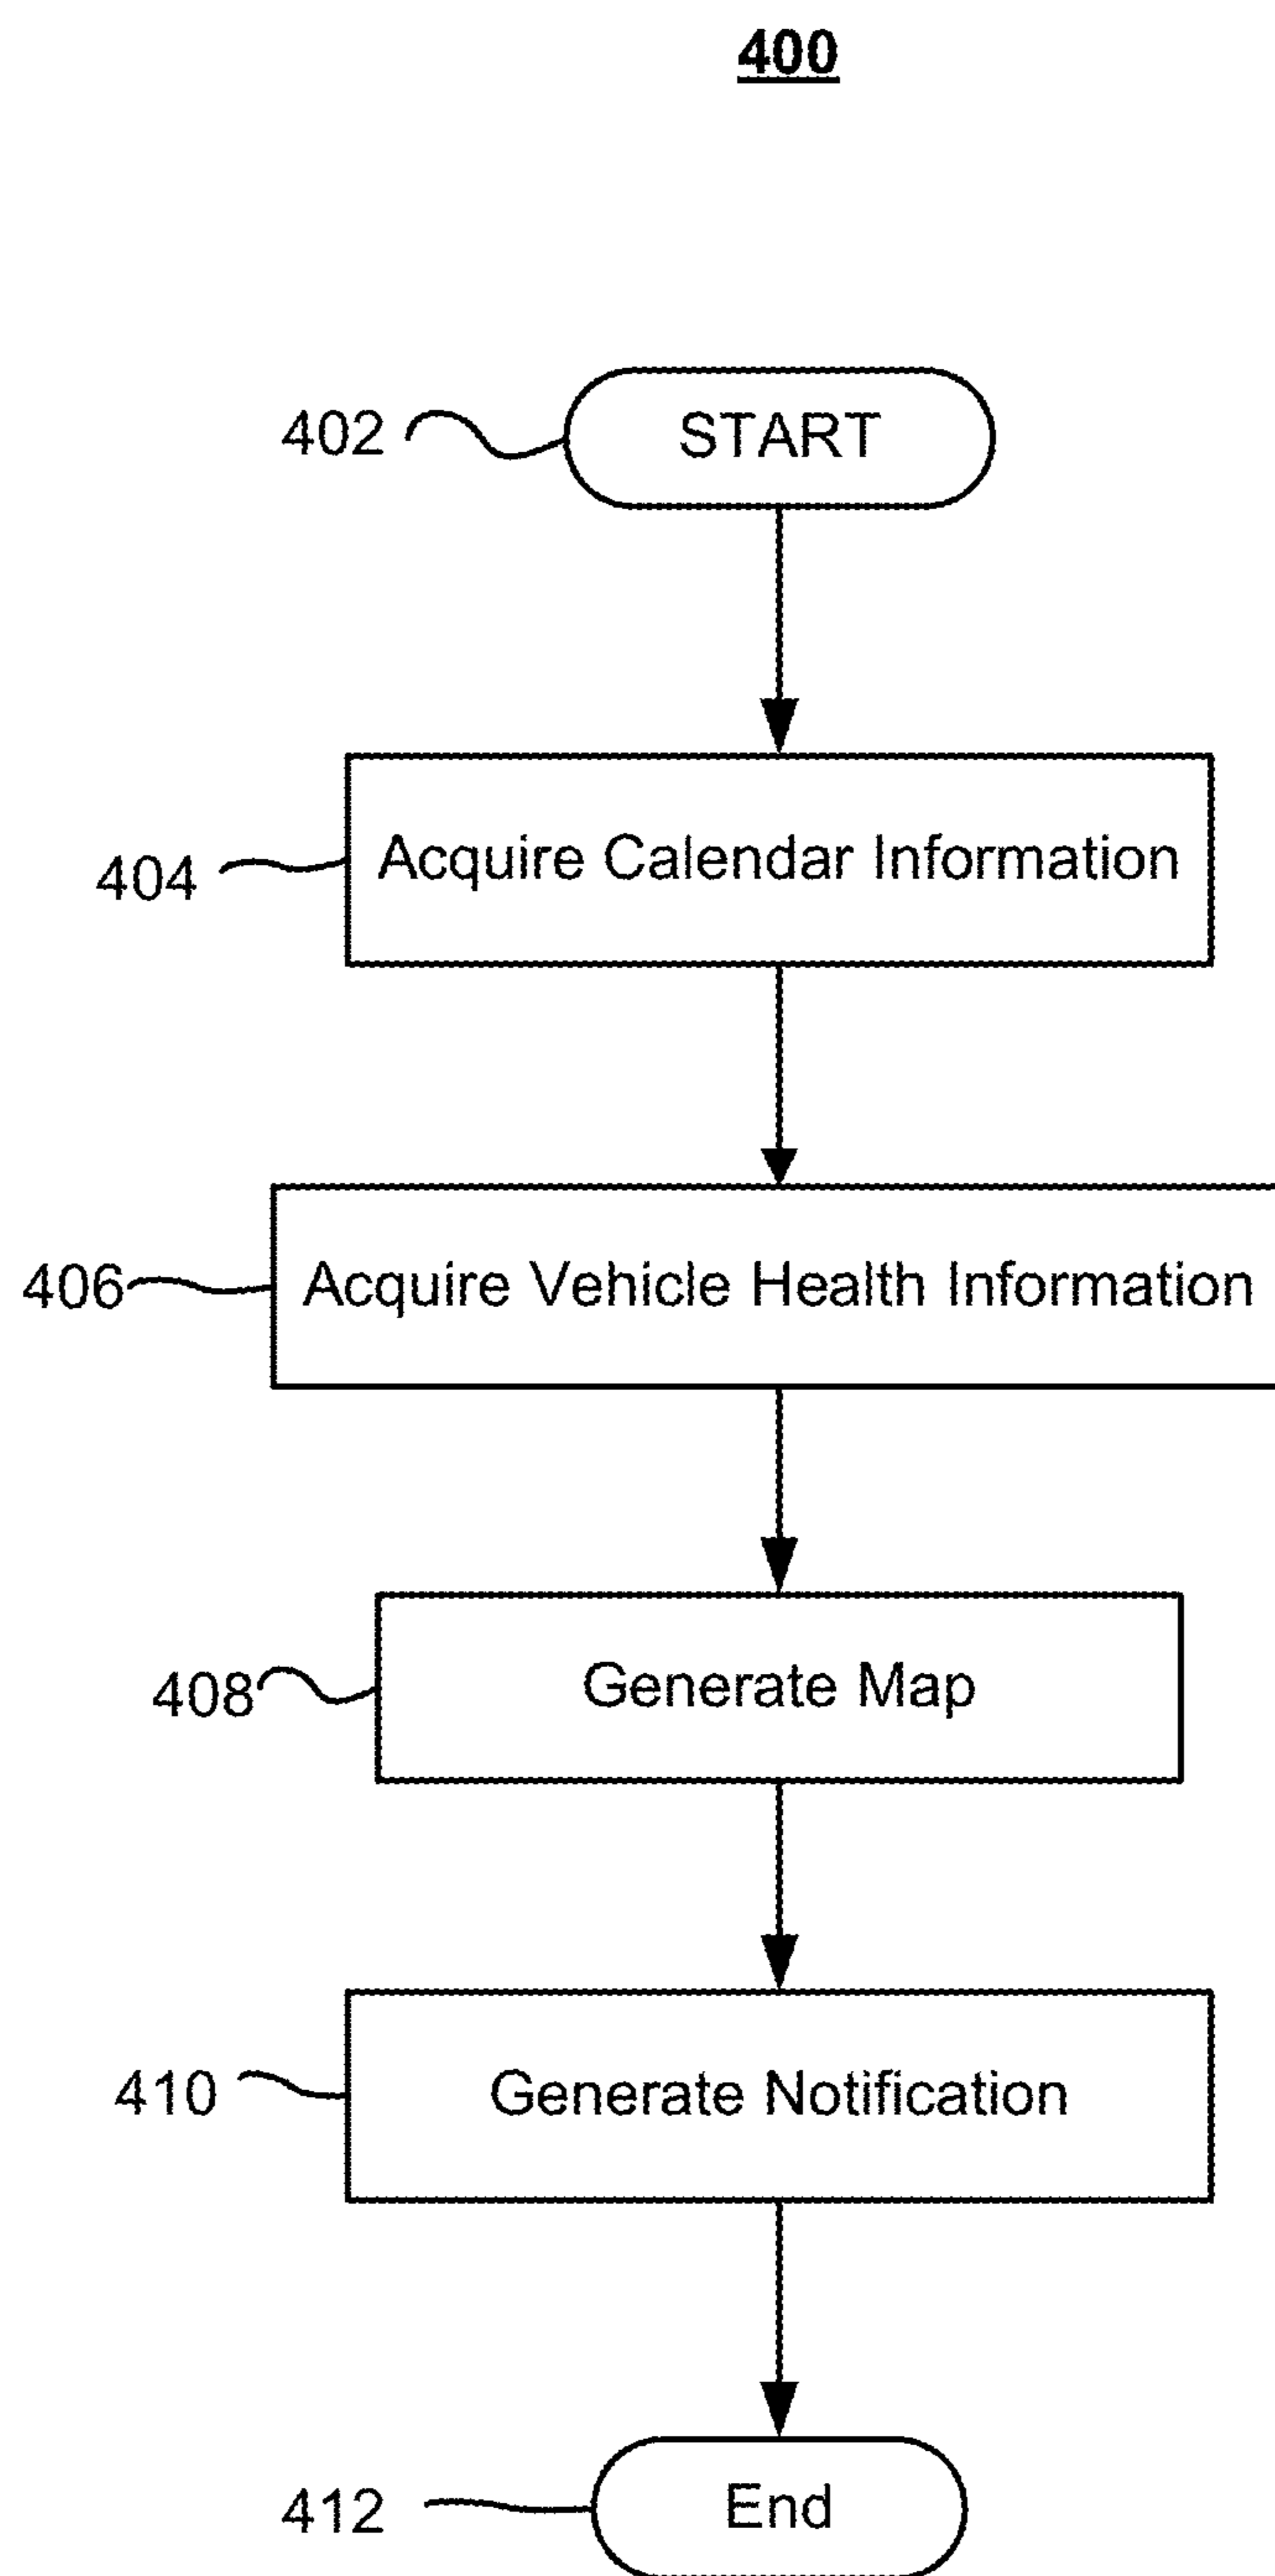 400
402 START
404 Acquire Calendar Information
406 Acquire Vehicle Health Information
408 Generate Map
410 Generate Notification
412 End